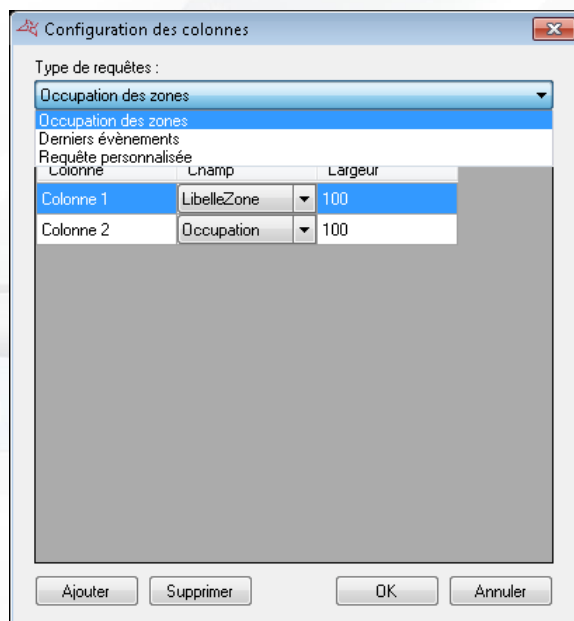 Configuration des colonnes
Type de requêtes :
Occupation des zones
Occupation des zones
Derniers évènements
Requête personnalisée
Colonne Champ Largeur
Colonne 1 LibelleZone 100
Colonne 2 Occupation 100
Ajouter Supprimer OK Annuler